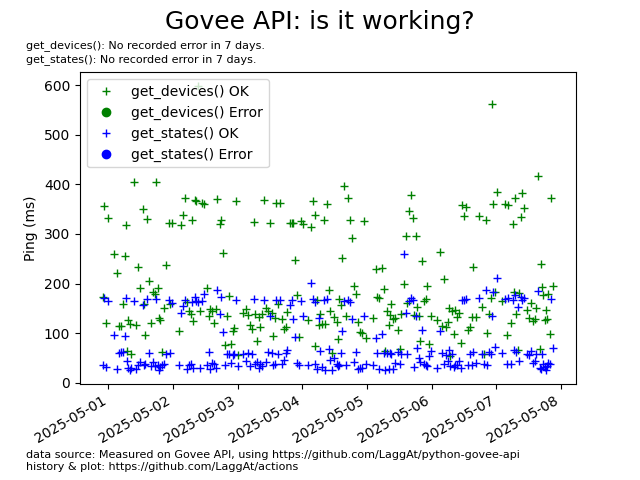 Govee API: is it working?
get_devices(): No recorded error in 7 days.
get_states(): No recorded error in 7 days.
600
500
400
300
200
100
0
Ping (ms)
get_devices() OK
get_devices() Error
get_states() OK
get_states() Error
2025-05-01
2025-05-02
2025-05-03
2025-05-04
2025-05-05
2025-05-06
2025-05-07
2025-05-08
data source: Measured on Govee API, using https://github.com/LaggAt/python-govee-api
history & plot: https://github.com/LaggAt/actions